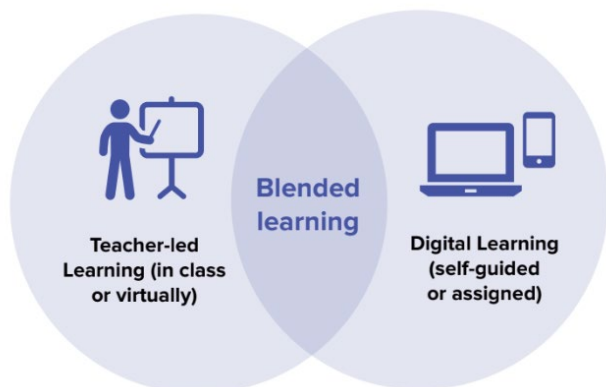 Teacher-led
Learning (in class
or virtually)
Blended
learning
Digital Learning
(self-guided
or assigned)